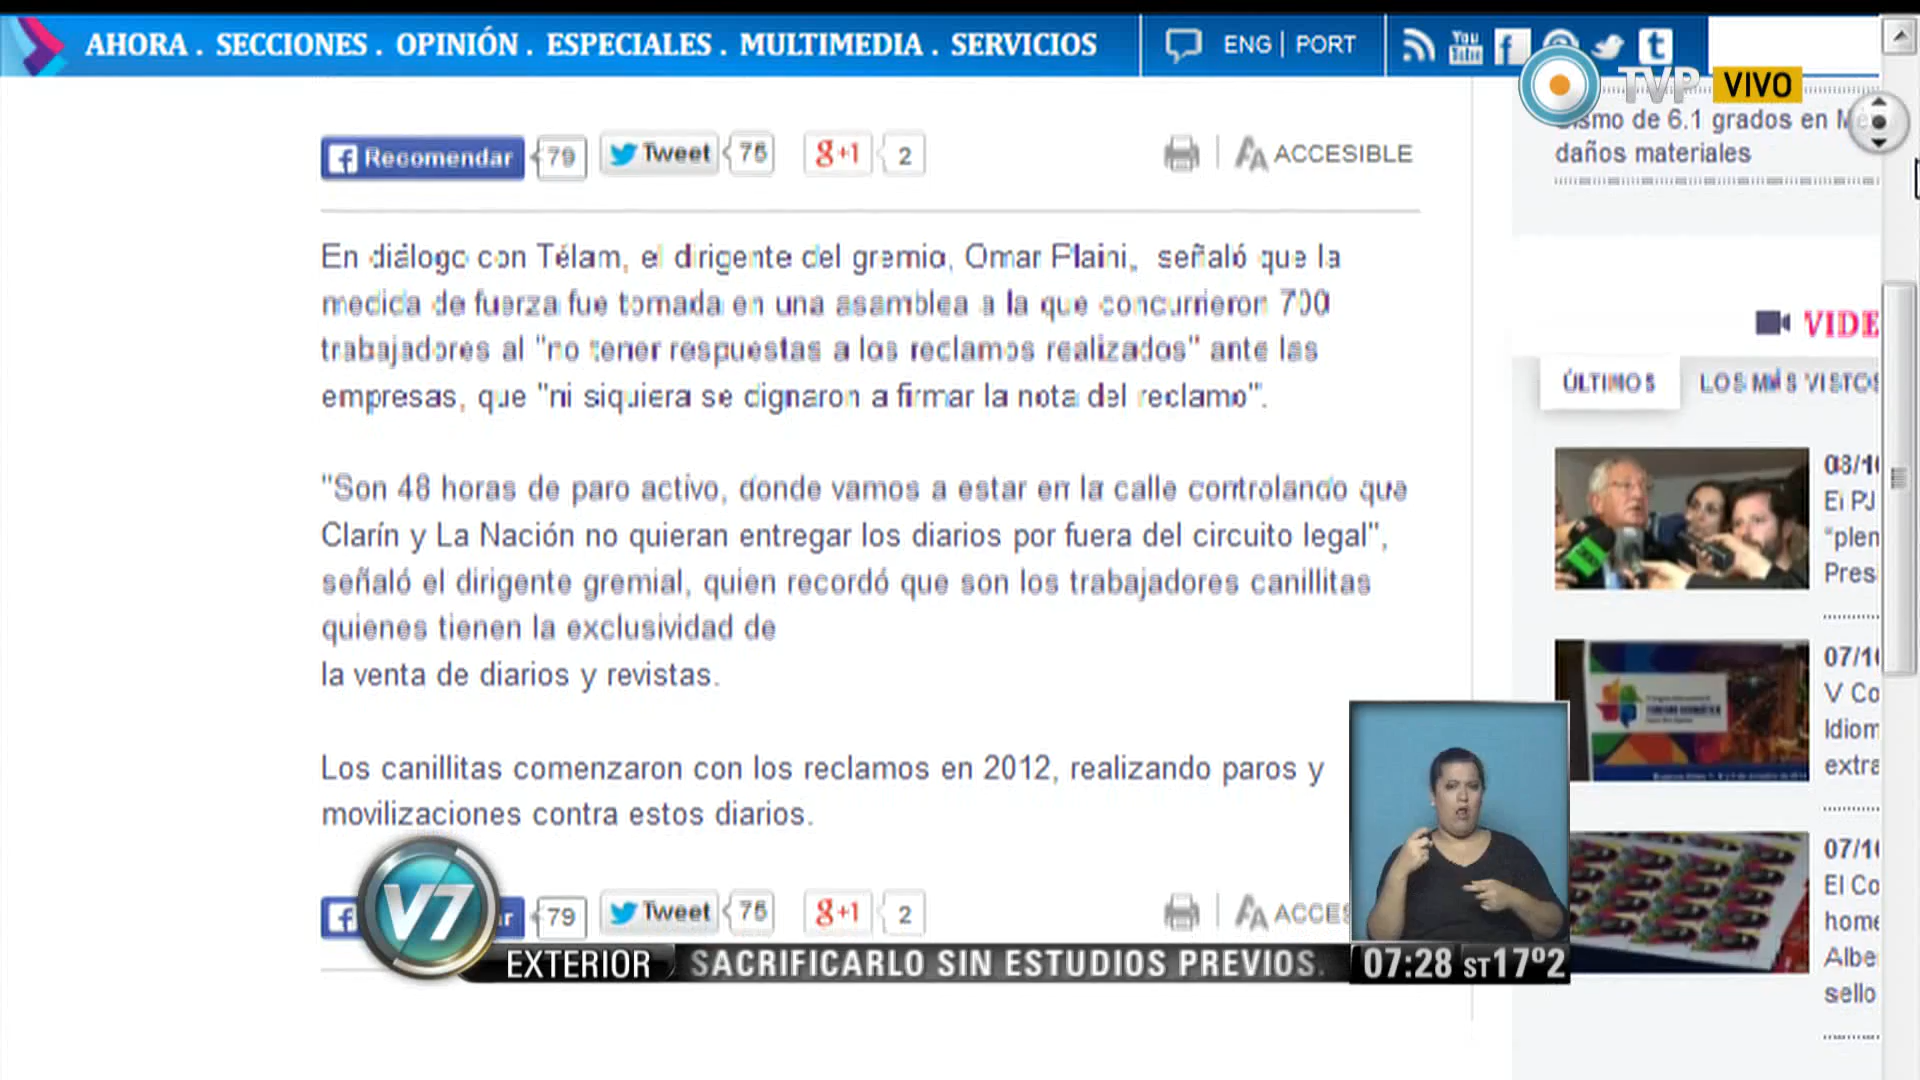 AHORA . SECCIONES . OPINIÓN . ESPECIALES . MULTIMEDIA . SERVICIOS
ENG | PORT
You Tube
TVP VIVO
Recomendar 79 Tweet 75 g+1 2
ACCESIBLE
de 6.1 grados en
daños materiales
En diálogo con Télam, el dirigente del gremio, Omar Plaini, señaló que la
medida de fuerza fue tomada en una asamblea a la que concurrieron 700
trabajadores al "no tener respuestas a los reclamos realizados" ante las
empresas, que "ni siquiera se dignaron a firmar la nota del reclamo".
"Son 48 horas de paro activo, donde vamos a estar en la calle controlando que
Clarín y La Nación no quieran entregar los diarios por fuera del circuito legal",
señaló el dirigente gremial, quien recordó que son los trabajadores canillitas
quienes tienen la exclusividad de
la venta de diarios y revistas.
Los canillitas comenzaron con los reclamos en 2012, realizando paros y
movilizaciones contra estos diarios.
79 Tweet 75 g+1 2
ACCES
VIDE
ÚLTIMOS LOS MÁS VISTOS
08/10
El PJ
"plen
Pres
07/10
V Co
Idiom
extra
07/10
El Co
home
Albe
sello
V7
EXTERIOR SACRIFICARLO SIN ESTUDIOS PREVIOS.
07:28 ST 17º2